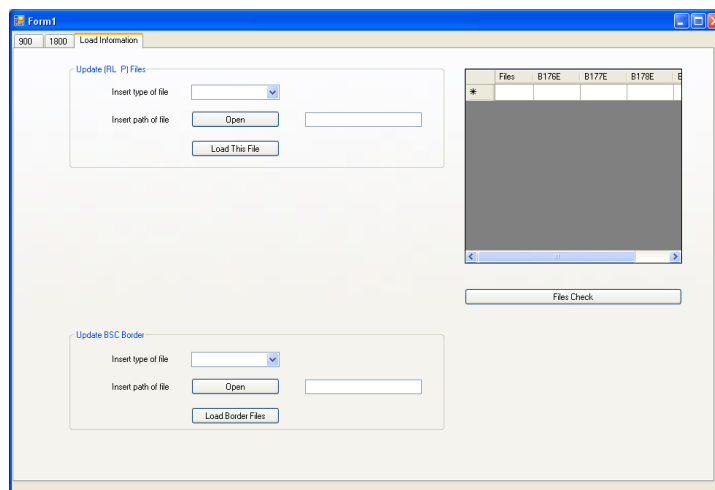 Form1
900 1800 Load Information
Update (RL P) Files
Insert type of file
Insert path of file Open
Load This File
Files B176E B177E B178E
Files Check
Update BSC Border
Insert type of file
Insert path of file Open
Load Border Files